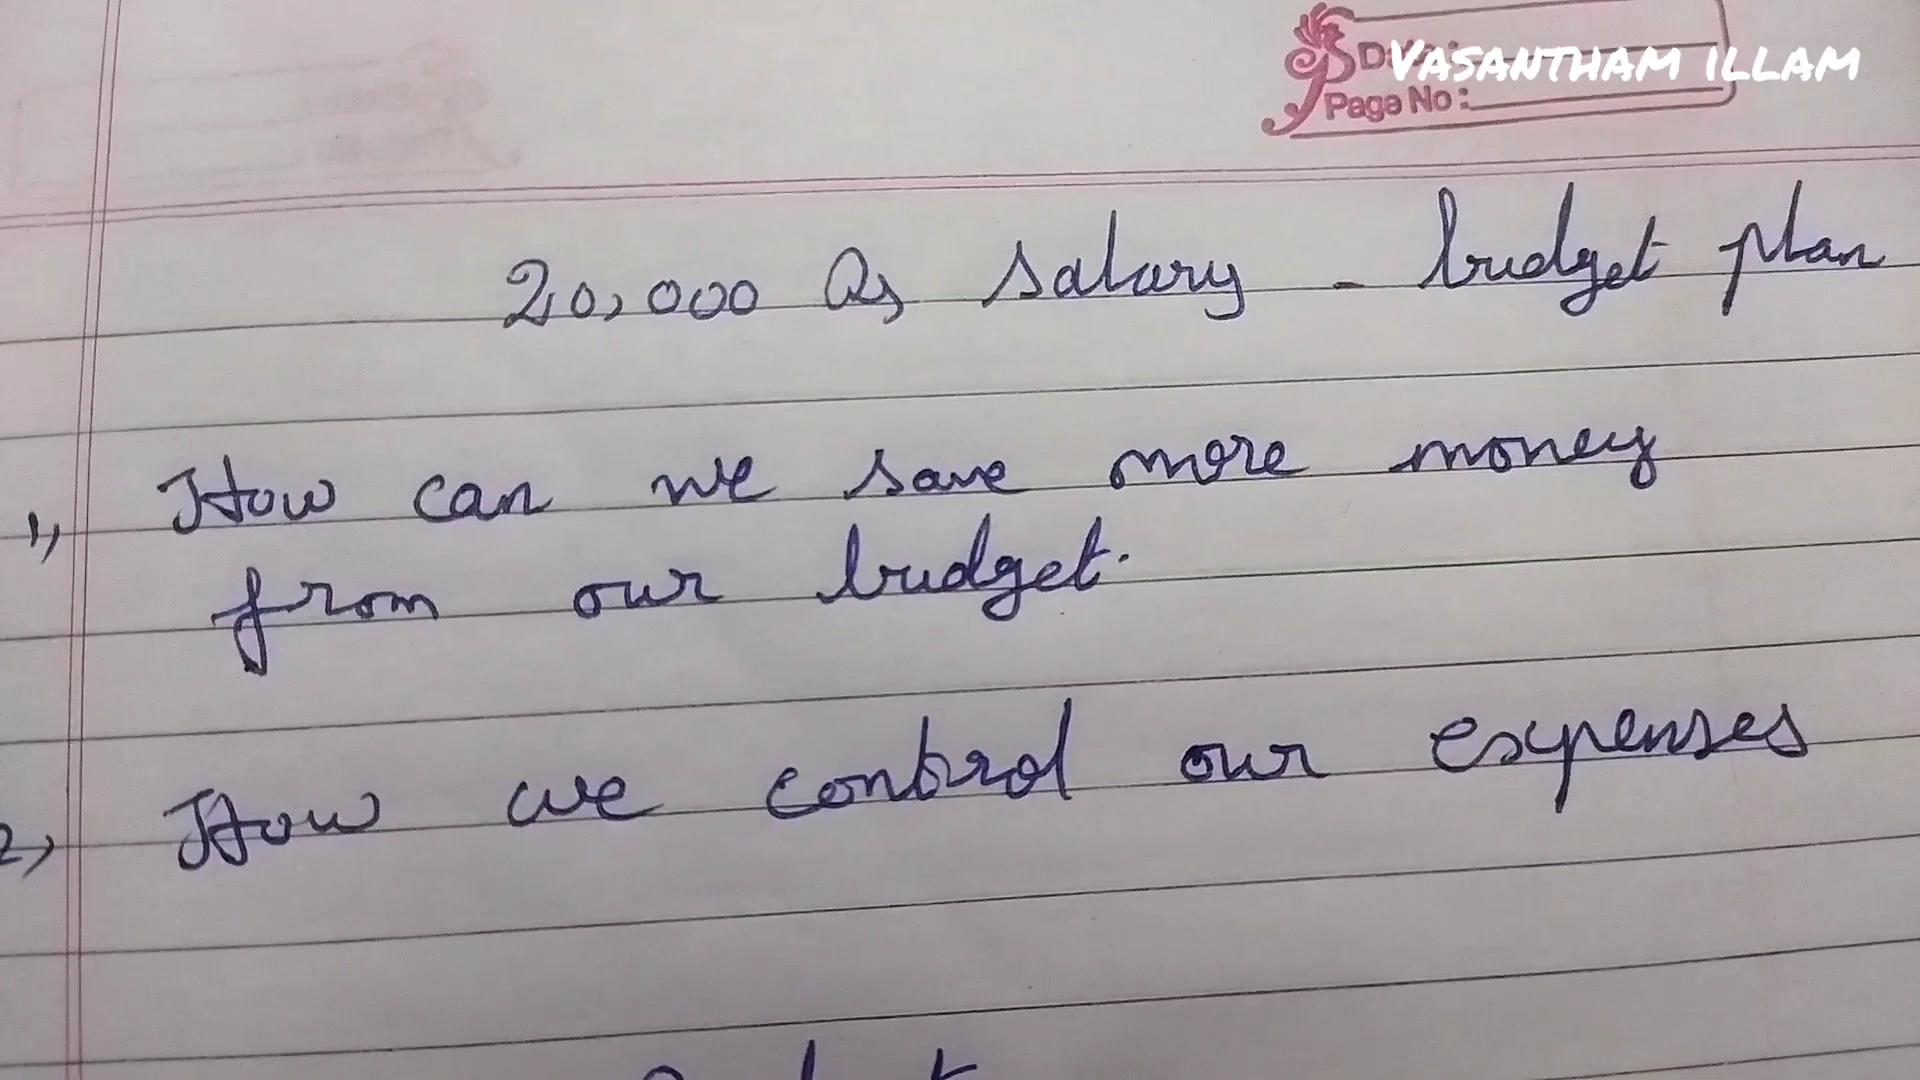 VASANTHAM ILLAM
Page No:
20,000 Rs salary - budget plan
1, How can we save more money
from our budget.
2, How we control our expenses